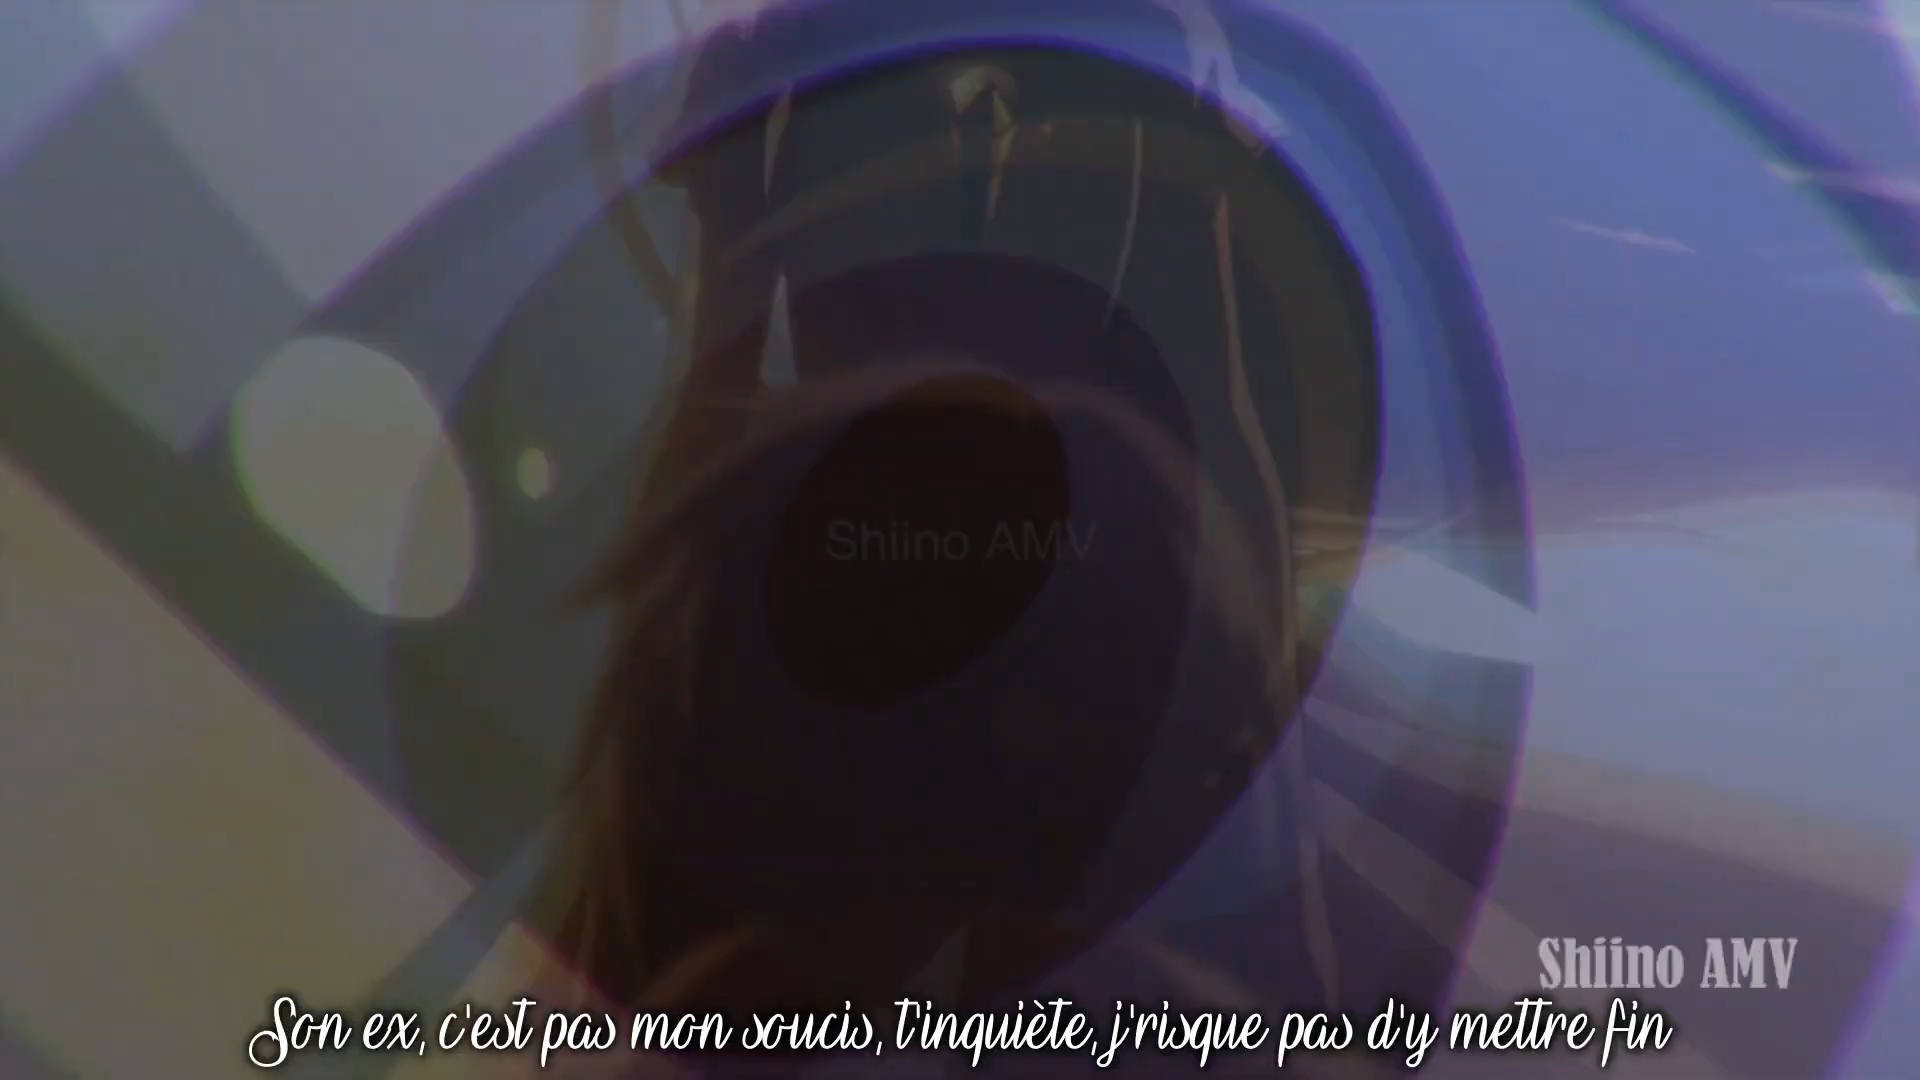 Shiino AMV
Shiino AMV
Son ex, c'est pas mon soucis, t'inquiète, j'risque pas d'y mettre fin